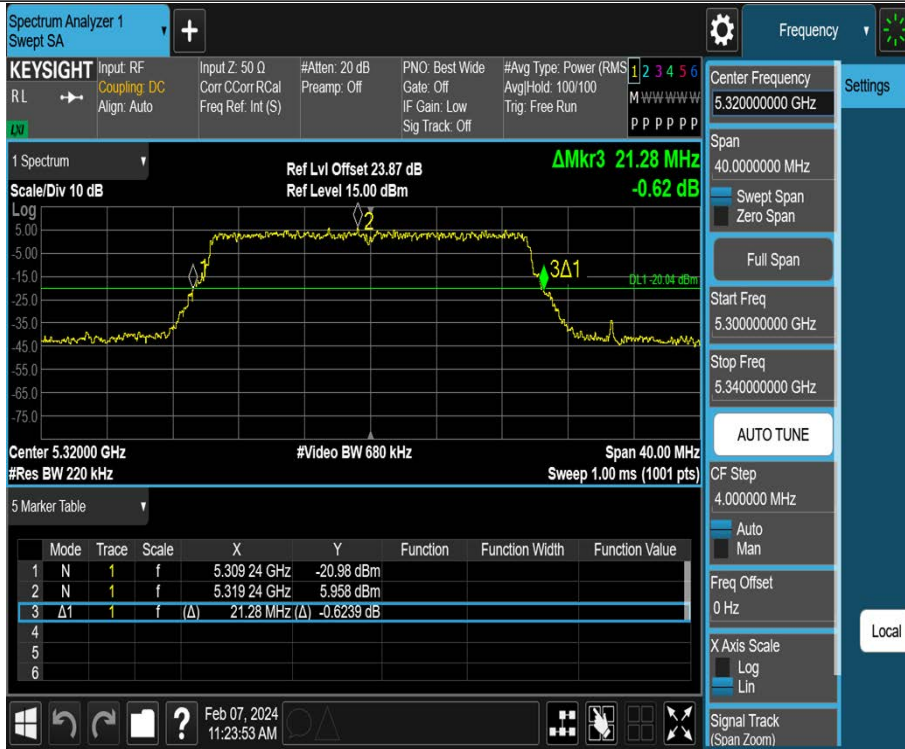 Spectrum Analyzer 1
Swept SA
+
Frequency
KEYSIGHT
R L
LXI
Input: RF
Coupling: DC
Align: Auto
Input Z: 50 Ω
Corr CCorr RCal
Freq Ref: Int (S)
#Atten: 20 dB
Preamp: Off
PNO: Best Wide
Gate: Off
IF Gain: Low
Sig Track: Off
#Avg Type: Power (RMS
Avg|Hold: 100/100
Trig: Free Run
1 2 3 4 5 6
M W W W W W
P P P P P P
1 Spectrum
Scale/Div 10 dB
Ref Lvl Offset 23.87 dB
Ref Level 15.00 dBm
ΔMkr3 21.28 MHz
-0.62 dB
Log
5.00
-5.00
-15.0
-25.0
-35.0
-45.0
-55.0
-65.0
-75.0
1
2
3Δ1
DL1 -20.04 dBm
Center 5.32000 GHz
#Video BW 680 kHz
Span 40.00 MHz
#Res BW 220 kHz
Sweep 1.00 ms (1001 pts)
5 Marker Table
Mode Trace Scale X Y Function Function Width Function Value
1 N 1 f 5.309 24 GHz -20.98 dBm
2 N 1 f 5.319 24 GHz 5.958 dBm
3 Δ1 1 f (Δ) 21.28 MHz (Δ) -0.6239 dB
4
5
6
?
Feb 07, 2024
11:23:53 AM
Center Frequency
5.320000000 GHz
Span
40.0000000 MHz
Swept Span
Zero Span
Full Span
Start Freq
5.300000000 GHz
Stop Freq
5.340000000 GHz
AUTO TUNE
CF Step
4.000000 MHz
Auto
Man
Freq Offset
0 Hz
X Axis Scale
Log
Lin
Signal Track
(Span Zoom)
Settings
Local